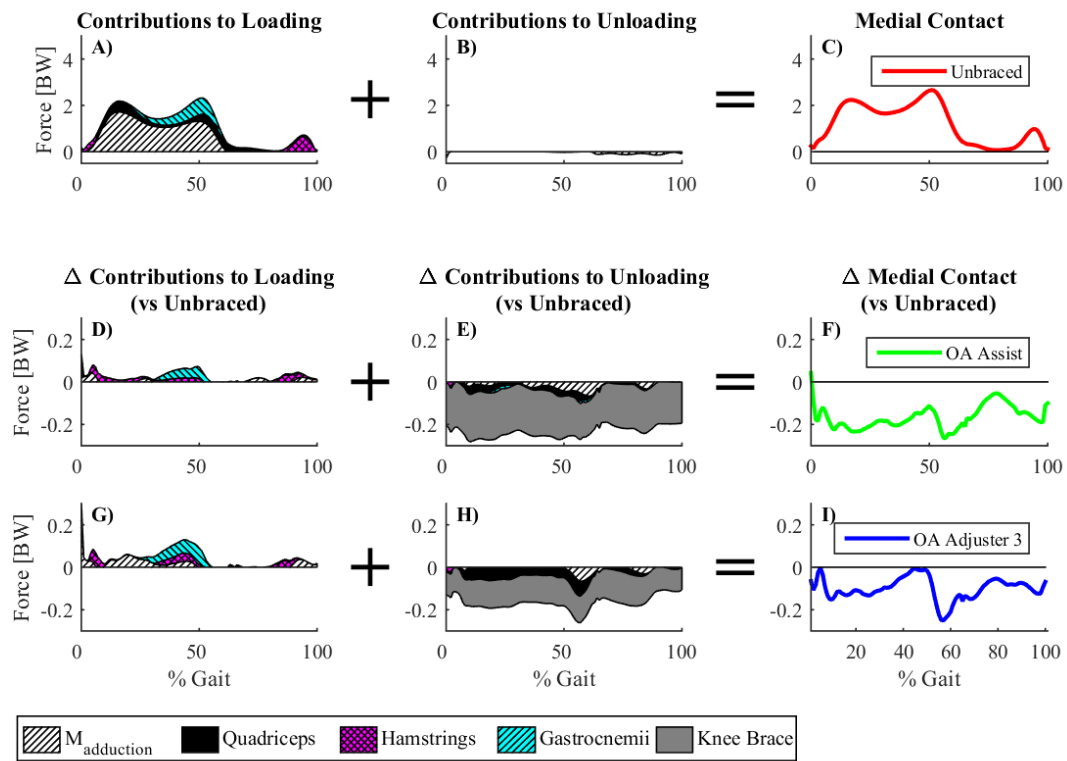 Contributions to Loading
Contributions to Unloading
Medial Contact
A)
B)
C)
Unbraced
Force [BW]
4
2
0
4
2
0
4
2
0
0
50
100
0
50
100
0
50
100
+
=
△ Contributions to Loading
(vs Unbraced)
△ Contributions to Unloading
(vs Unbraced)
△ Medial Contact
(vs Unbraced)
D)
E)
F)
OA Assist
Force [BW]
0.2
0
-0.2
0.2
0
-0.2
0.2
0
-0.2
0
50
100
0
50
100
0
50
100
+
=
G)
H)
I)
OA Adjuster 3
Force [BW]
0.2
0
-0.2
0.2
0
-0.2
0.2
0
-0.2
0
50
100
0
50
100
20
40
60
80
100
+
=
% Gait
% Gait
% Gait
M adduction
Quadriceps
Hamstrings
Gastrocnemii
Knee Brace